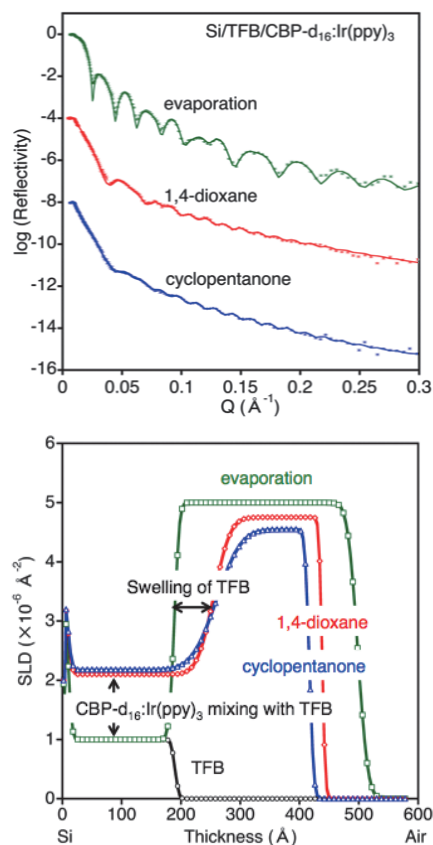 Si/TFB/CBP-d₁₆:Ir(ppy)₃
evaporation
1,4-dioxane
cyclopentanone
log (Reflectivity)
0
-2
-4
-6
-8
-10
-12
-14
-16
0 0.05 0.1 0.15 0.2 0.25 0.3
Q (Å⁻¹)
evaporation
Swelling of TFB
1,4-dioxane
cyclopentanone
CBP-d₁₆:Ir(ppy)₃ mixing with TFB
TFB
SLD (×10⁻⁶ Å⁻²)
6
5
4
3
2
1
0
0 100 200 300 400 500 600
Si Thickness (Å) Air